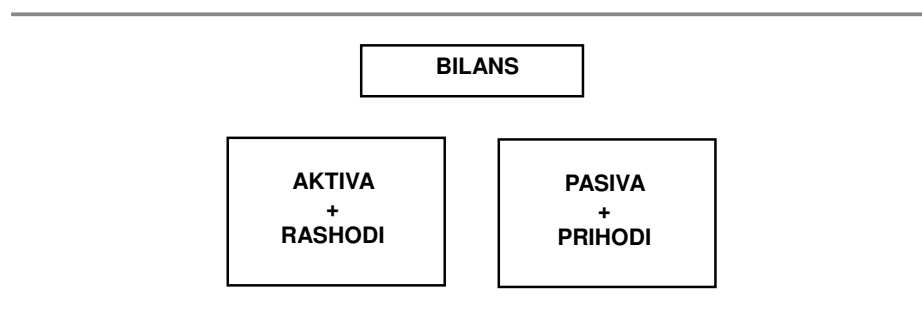 BILANS
AKTIVA
+
RASHODI
PASIVA
+
PRIHODI